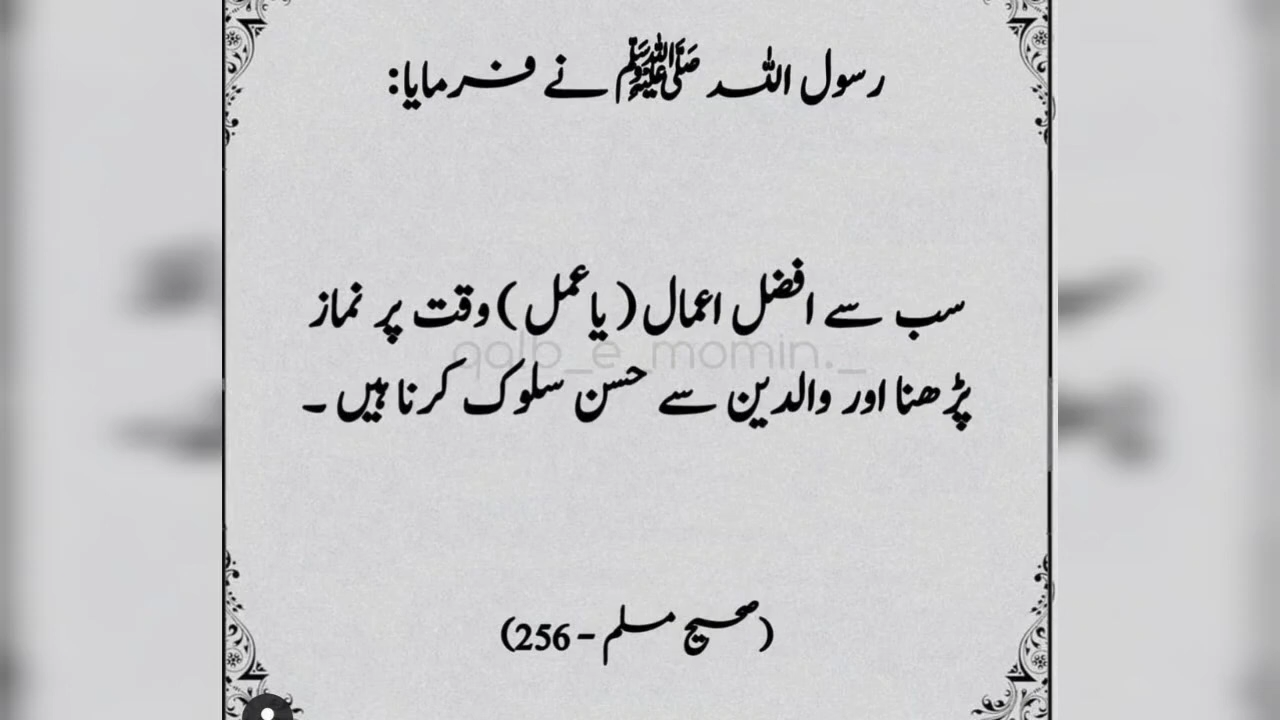 رسول اللہ ﷺ نے فرمایا:
سب سے افضل اعمال (یا عمل) وقت پر نماز
qalb_e_momin._
پڑھنا اور والدین سے حسن سلوک کرنا ہیں ۔
(صحیح مسلم - 256)